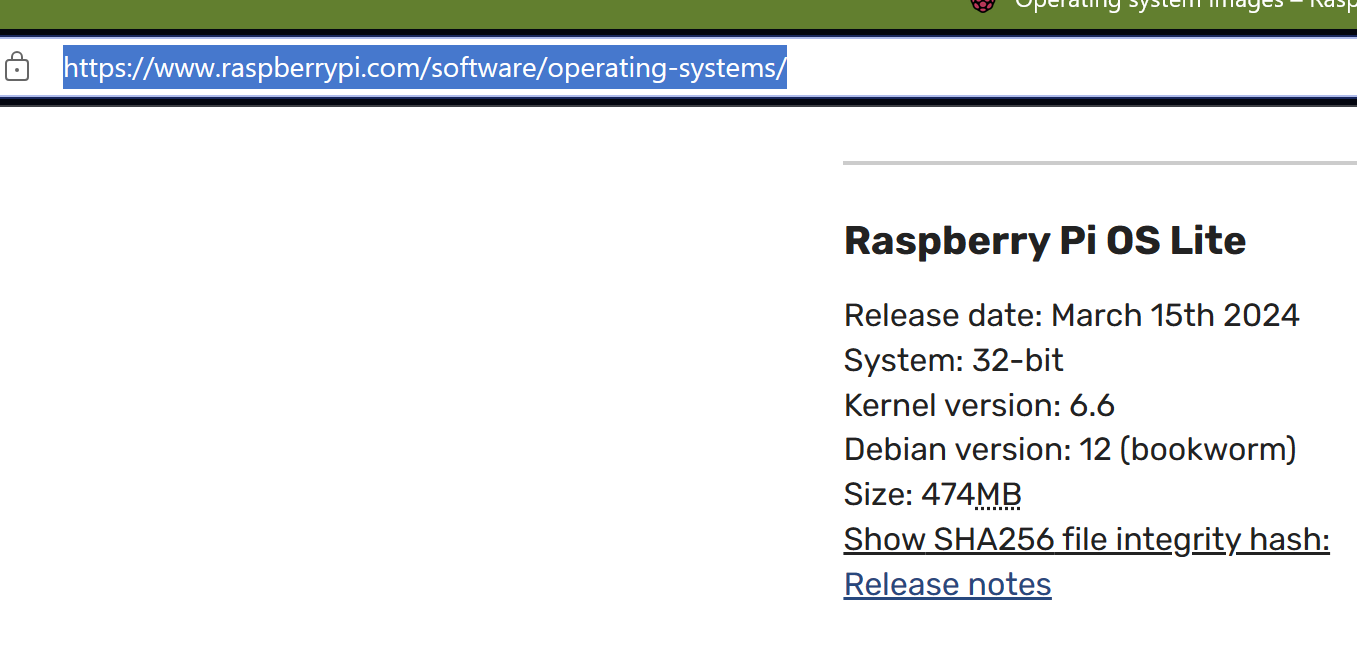 Operating system images – Rasp
https://www.raspberrypi.com/software/operating-systems/
Raspberry Pi OS Lite
Release date: March 15th 2024
System: 32-bit
Kernel version: 6.6
Debian version: 12 (bookworm)
Size: 474MB
Show SHA256 file integrity hash:
Release notes